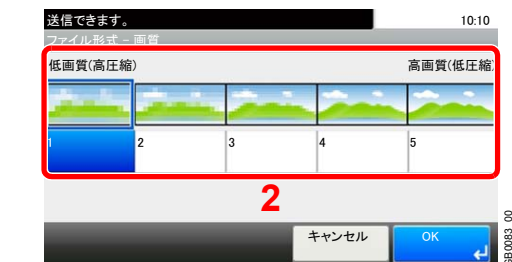 送信できます。 10:10
ファイル形式 – 画質
低画質(高圧縮) 高画質(低圧縮)
1 2 3 4 5
2
キャンセル OK
GB0083_00